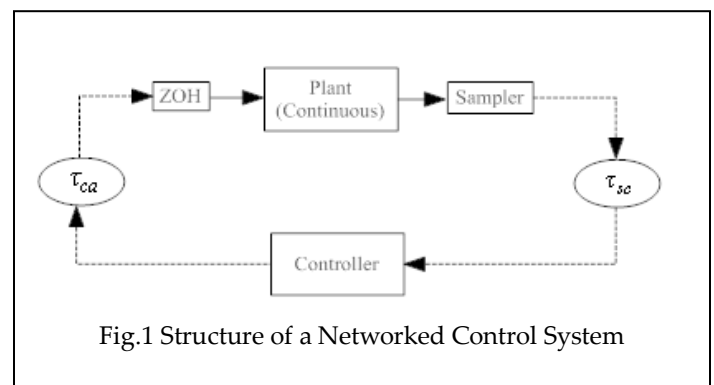 ZOH
Plant
(Continuous)
Sampler
τca
τsc
Controller
Fig.1 Structure of a Networked Control System